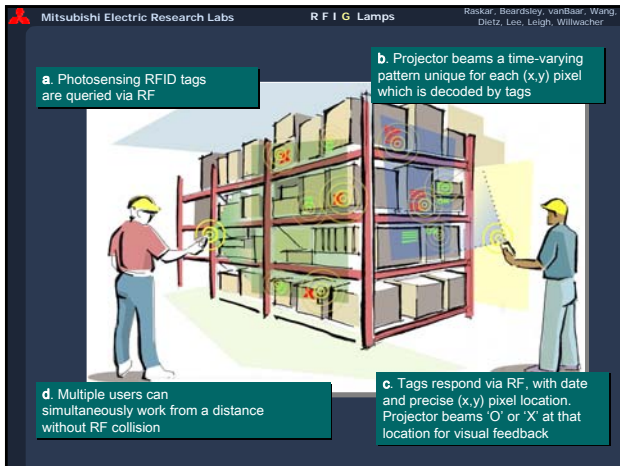 Mitsubishi Electric Research Labs
R F I G Lamps
Raskar, Beardsley, vanBaar, Wang,
Dietz, Lee, Leigh, Willwacher
a. Photosensing RFID tags
are queried via RF
b. Projector beams a time-varying
pattern unique for each (x,y) pixel
which is decoded by tags
d. Multiple users can
simultaneously work from a distance
without RF collision
c. Tags respond via RF, with date
and precise (x,y) pixel location.
Projector beams ‘O’ or ‘X’ at that
location for visual feedback